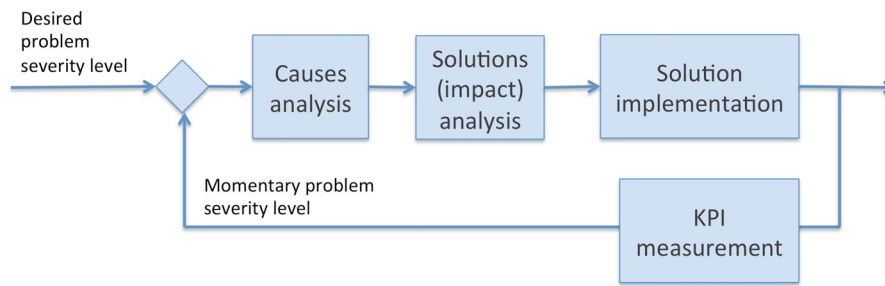 Desired
problem
severity level
Causes
analysis
Solutions
(impact)
analysis
Solution
implementation
Momentary problem
severity level
KPI
measurement